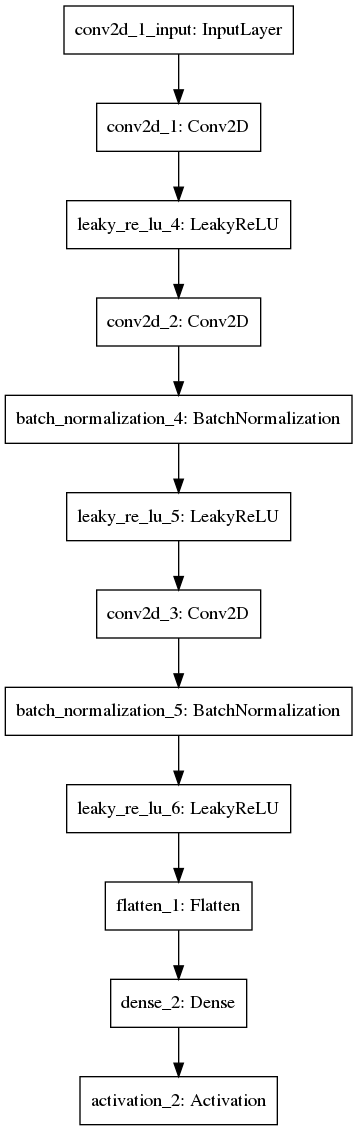 conv2d_1_input: InputLayer
conv2d_1: Conv2D
leaky_re_lu_4: LeakyReLU
conv2d_2: Conv2D
batch_normalization_4: BatchNormalization
leaky_re_lu_5: LeakyReLU
conv2d_3: Conv2D
batch_normalization_5: BatchNormalization
leaky_re_lu_6: LeakyReLU
flatten_1: Flatten
dense_2: Dense
activation_2: Activation